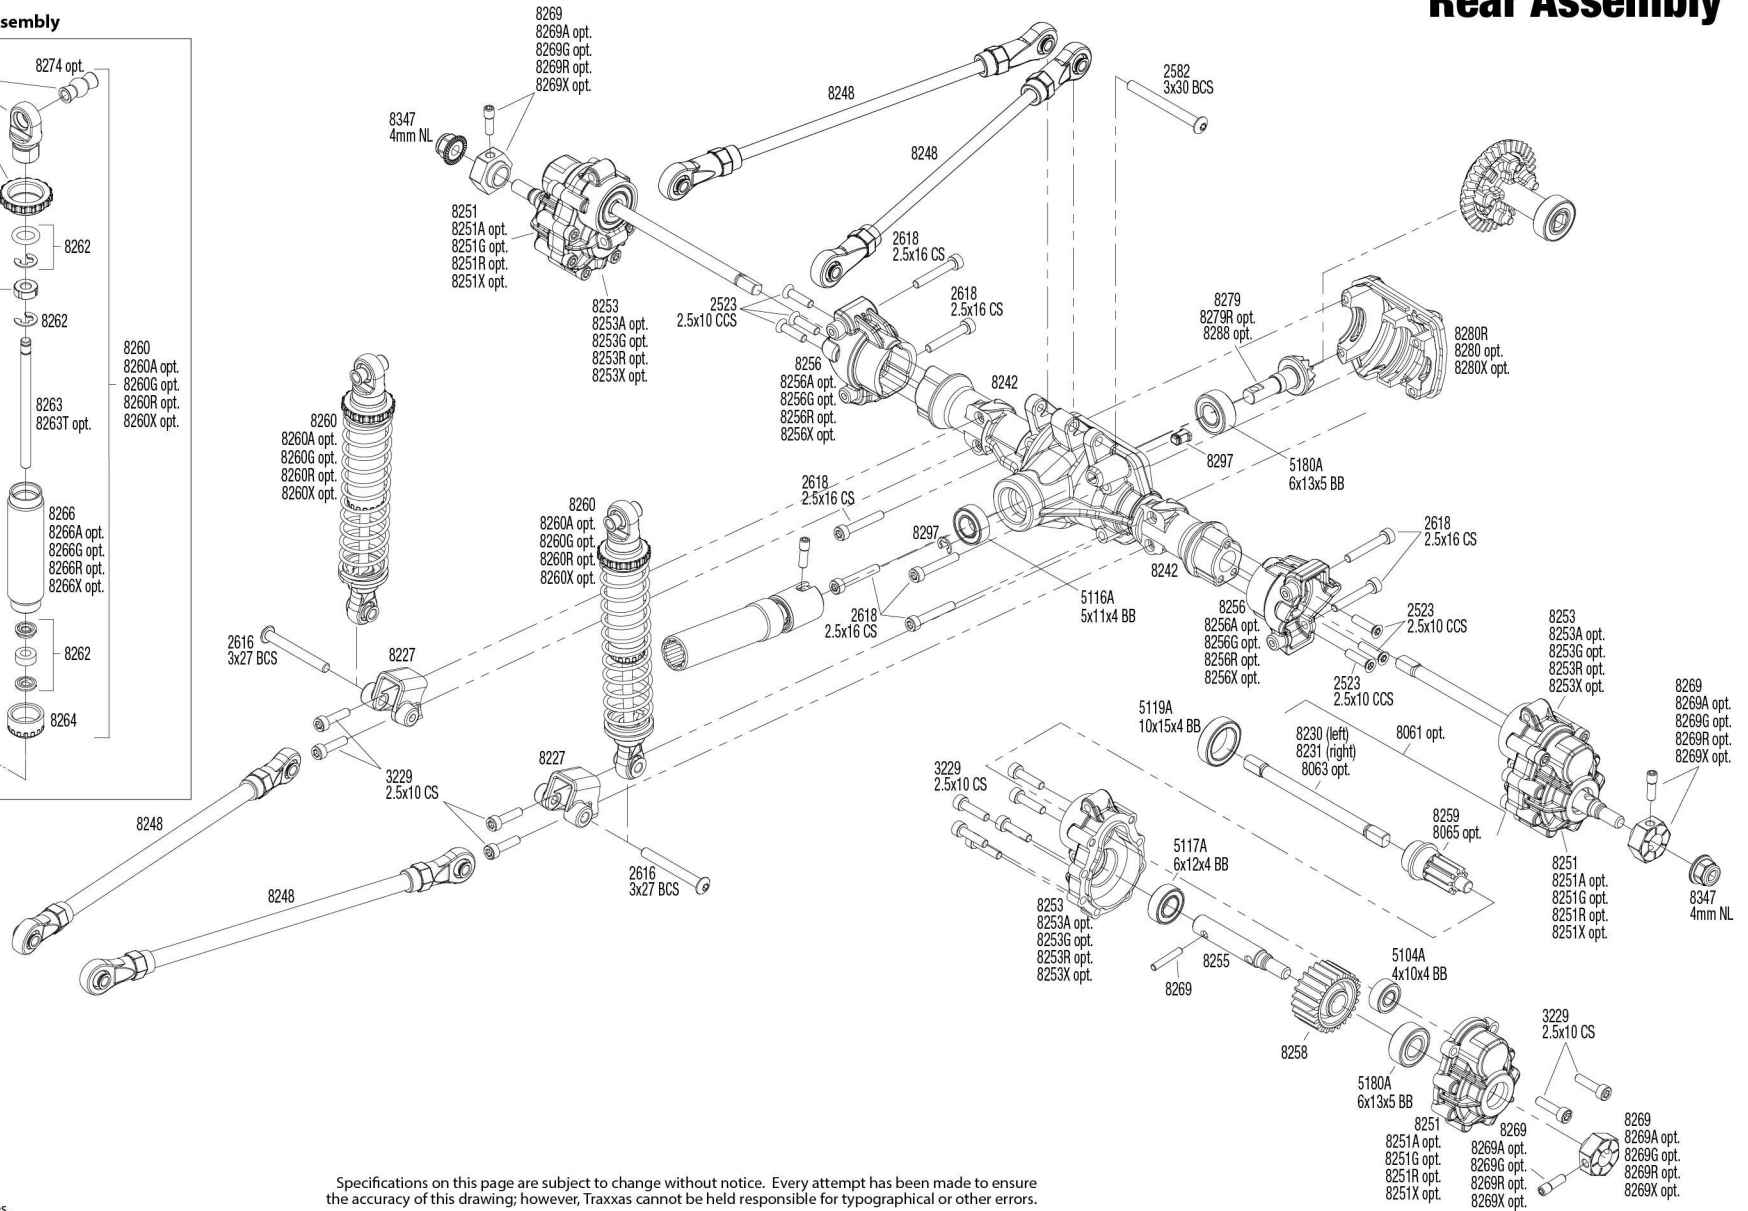 Rear Assembly
sembly
8274 opt.
8262
8262
8263
8263T opt.
8260
8260A opt.
8260G opt.
8260R opt.
8260X opt.
8266
8266A opt.
8266G opt.
8266R opt.
8266X opt.
8262
8264
8269
8269A opt.
8269G opt.
8269R opt.
8269X opt.
8347
4mm NL
8251
8251A opt.
8251G opt.
8251R opt.
8251X opt.
8253
8253A opt.
8253G opt.
8253R opt.
8253X opt.
8248
8248
2582
3x30 BCS
2618
2.5x16 CS
2618
2.5x16 CS
2523
2.5x10 CCS
8256
8256A opt.
8256G opt.
8256R opt.
8256X opt.
8242
8279
8279R opt.
8288 opt.
8280R
8280 opt.
8280X opt.
8297
5180A
6x13x5 BB
8260
8260A opt.
8260G opt.
8260R opt.
8260X opt.
8260
8260A opt.
8260G opt.
8260R opt.
8260X opt.
2618
2.5x16 CS
8297
2618
2.5x16 CS
5116A
5x11x4 BB
8242
2618
2.5x16 CS
8256
8256A opt.
8256G opt.
8256R opt.
8256X opt.
2523
2.5x10 CCS
2523
2.5x10 CCS
8253
8253A opt.
8253G opt.
8253R opt.
8253X opt.
8269
8269A opt.
8269G opt.
8269R opt.
8269X opt.
2616
3x27 BCS
8227
8227
3229
2.5x10 CS
8248
8248
2616
3x27 BCS
5119A
10x15x4 BB
8230 (left)
8231 (right)
8063 opt.
8061 opt.
8259
8065 opt.
8251
8251A opt.
8251G opt.
8251R opt.
8251X opt.
8347
4mm NL
3229
2.5x10 CS
5117A
6x12x4 BB
8253
8253A opt.
8253G opt.
8253R opt.
8253X opt.
8269
8255
5104A
4x10x4 BB
8258
5180A
6x13x5 BB
3229
2.5x10 CS
8251
8251A opt.
8251G opt.
8251R opt.
8251X opt.
8269
8269A opt.
8269G opt.
8269R opt.
8269X opt.
8269
8269A opt.
8269G opt.
8269R opt.
8269X opt.
Specifications on this page are subject to change without notice. Every attempt has been made to ensure
the accuracy of this drawing; however, Traxxas cannot be held responsible for typographical or other errors.